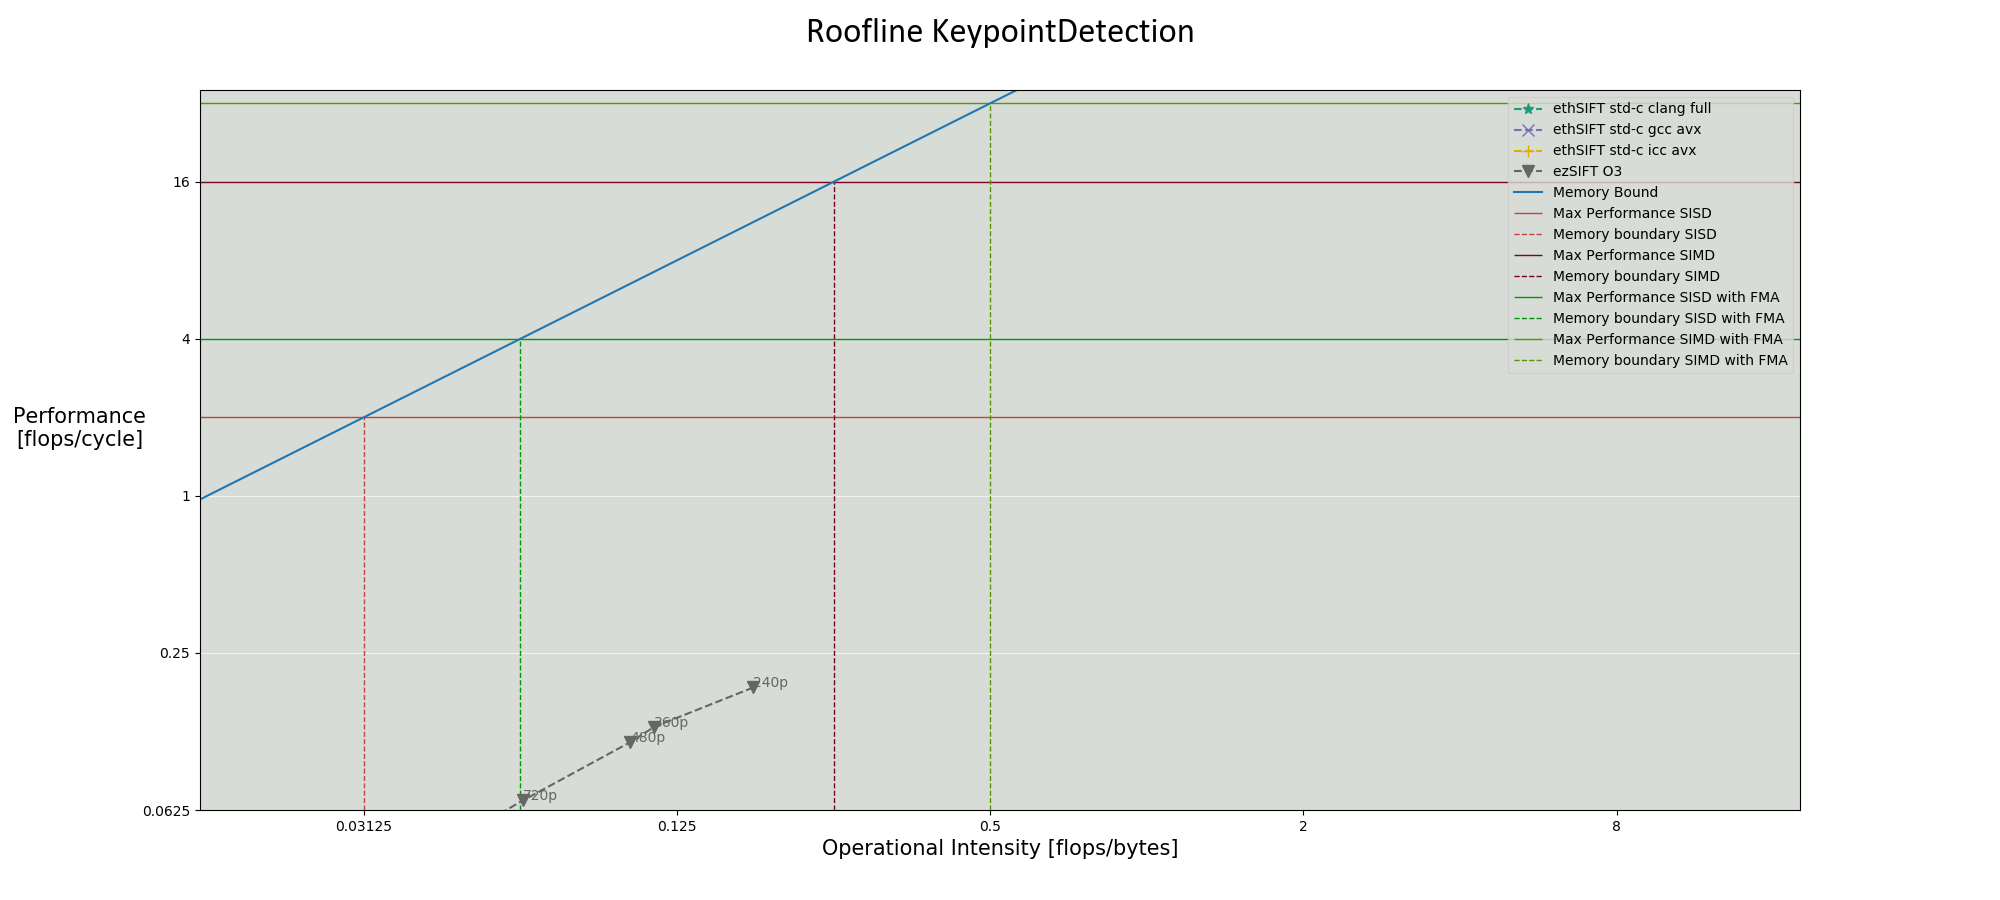 Roofline KeypointDetection
ethSIFT std-c clang full
ethSIFT std-c gcc avx
ethSIFT std-c icc avx
ezSIFT O3
Memory Bound
Max Performance SISD
Memory boundary SISD
Max Performance SIMD
Memory boundary SIMD
Max Performance SISD with FMA
Memory boundary SISD with FMA
Max Performance SIMD with FMA
Memory boundary SIMD with FMA
16
4
Performance
[flops/cycle]
1
0.25
0.0625
240p
360p
480p
720p
0.03125
0.125
0.5
2
8
Operational Intensity [flops/bytes]